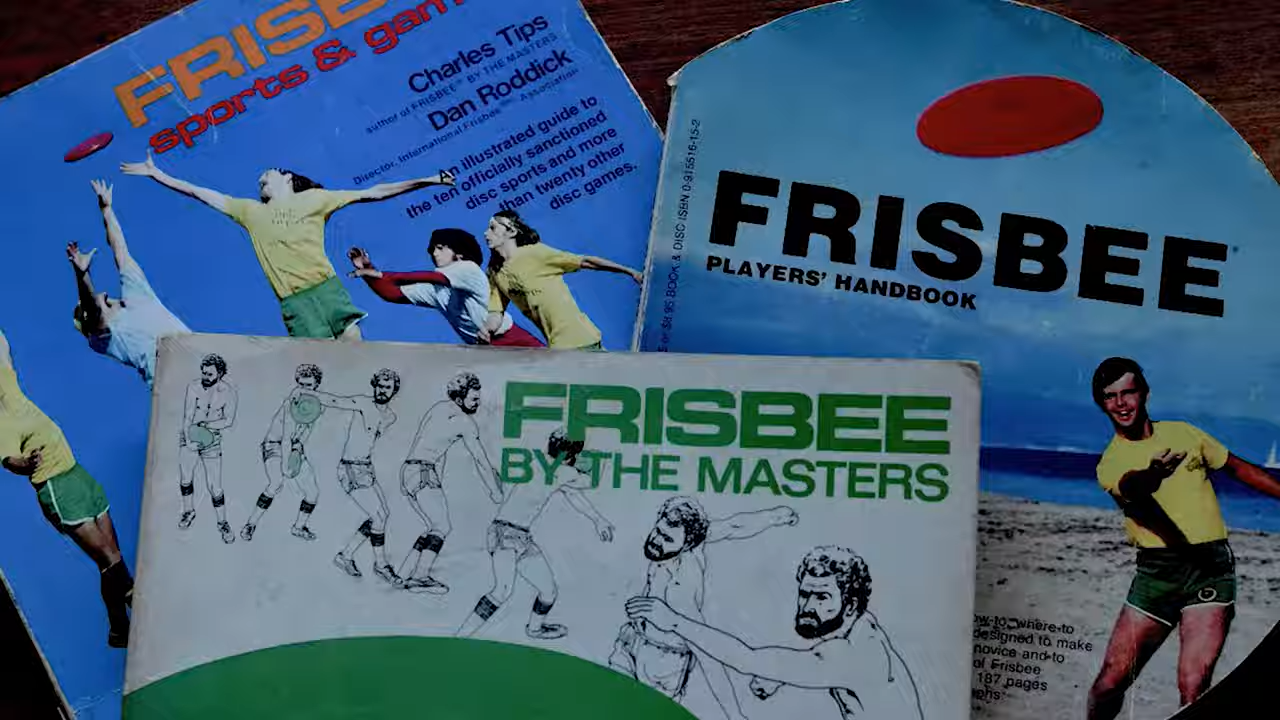 sports & gam
Charles Tips
author of FRISBEE® BY THE MASTERS
Dan Roddick
Director, International Frisbee Association
An illustrated guide to
the ten officially sanctioned
disc sports and more
than twenty other
disc games.
FRISBEE
PLAYERS' HANDBOOK
BOOK & DISC ISBN 0-915516-15-2
FRISBEE
BY THE MASTERS
where-to
designed to make
novice and to
of Frisbee
187 pages